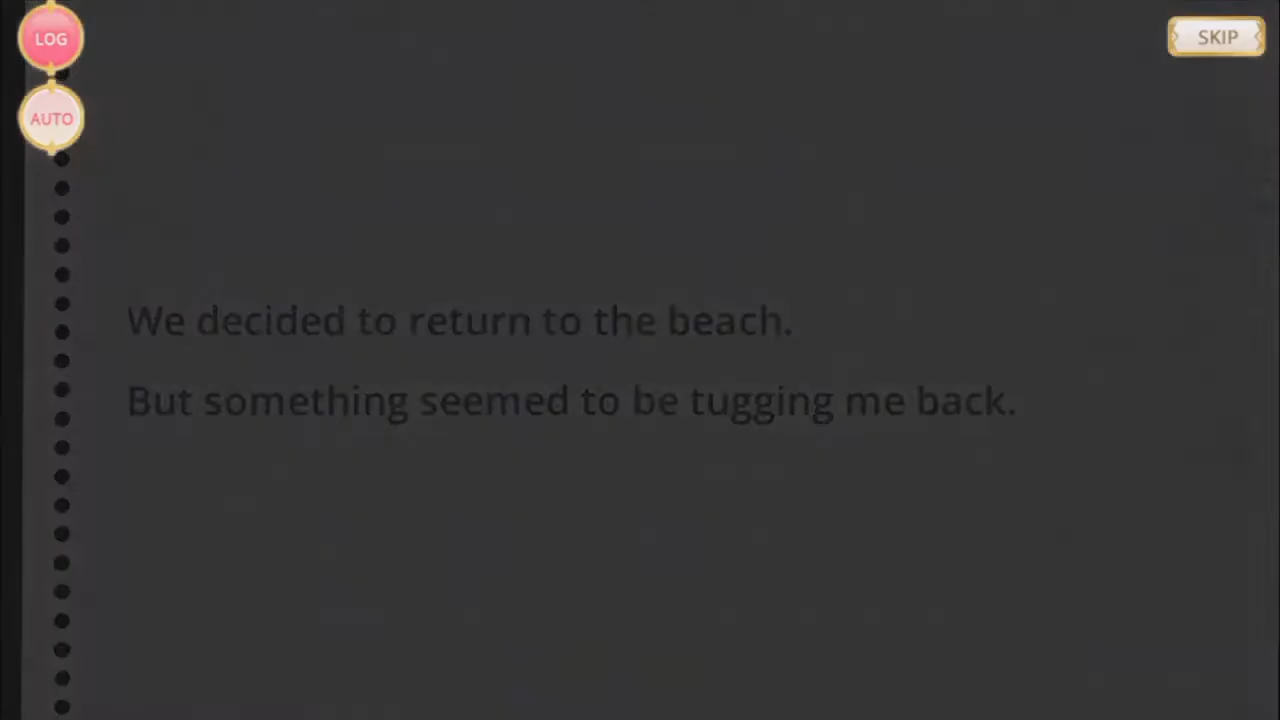 LOG
SKIP
AUTO
We decided to return to the beach.
But something seemed to be tugging me back.